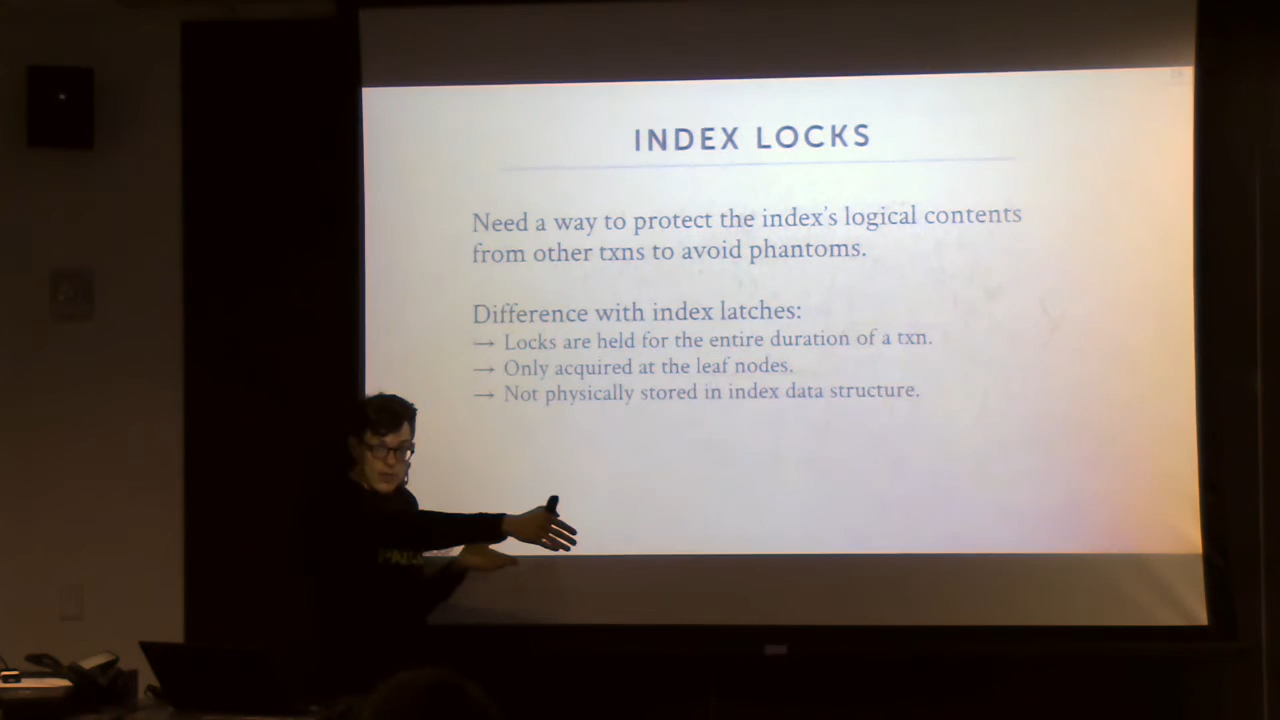 INDEX LOCKS
Need a way to protect the index's logical contents
from other txns to avoid phantoms.
Difference with index latches:
→ Locks are held for the entire duration of a txn.
→ Only acquired at the leaf nodes.
→ Not physically stored in index data structure.